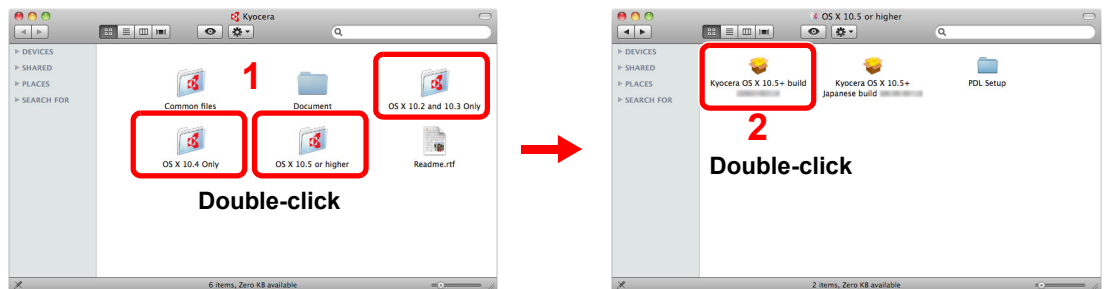 Kyocera
DEVICES
SHARED
PLACES
SEARCH FOR
1
Common files
Document
OS X 10.2 and 10.3 Only
OS X 10.4 Only
OS X 10.5 or higher
Readme.rtf
Double-click
6 items, Zero KB available
OS X 10.5 or higher
DEVICES
SHARED
PLACES
SEARCH FOR
Kyocera OS X 10.5+ build
Kyocera OS X 10.5+
Japanese build
PDL Setup
2
Double-click
2 items, Zero KB available